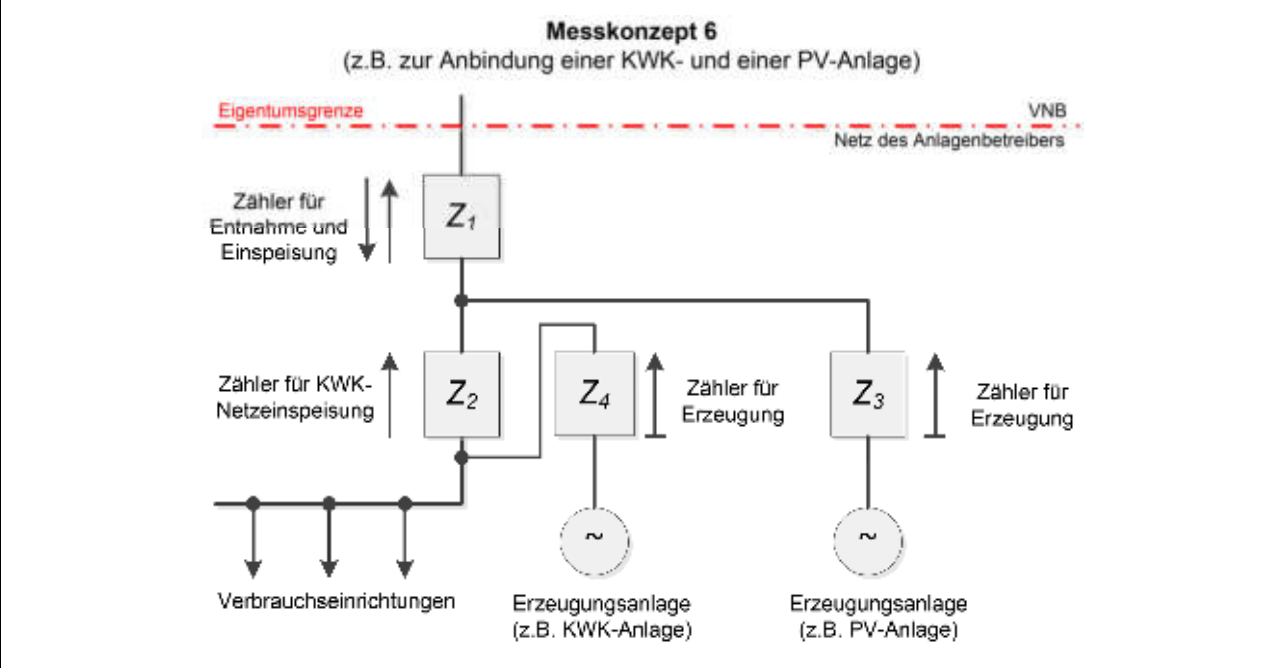 Messkonzept 6
(z.B. zur Anbindung einer KWK- und einer PV-Anlage)
Eigentumsgrenze
VNB
Netz des Anlagenbetreibers
Zähler für
Entnahme und
Einspeisung
Z1
Zähler für KWK-
Netzeinspeisung
Z2
Z4
Zähler für
Erzeugung
Z3
Zähler für
Erzeugung
~
~
Verbrauchseinrichtungen
Erzeugungsanlage
(z.B. KWK-Anlage)
Erzeugungsanlage
(z.B. PV-Anlage)